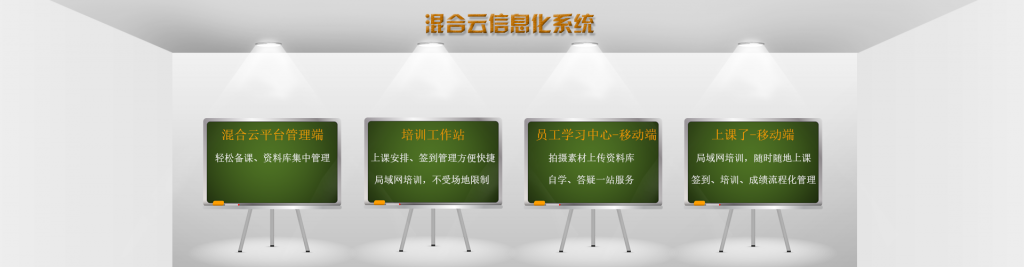 混合云信息化系统
混合云平台管理端
轻松备课、资料库集中管理
培训工作站
上课安排、签到管理方便快捷
局域网培训，不受场地限制
员工学习中心-移动端
拍摄素材上传资料库
自学、答疑一站服务
上课了-移动端
局域网培训，随时随地上课
签到、培训、成绩流程化管理